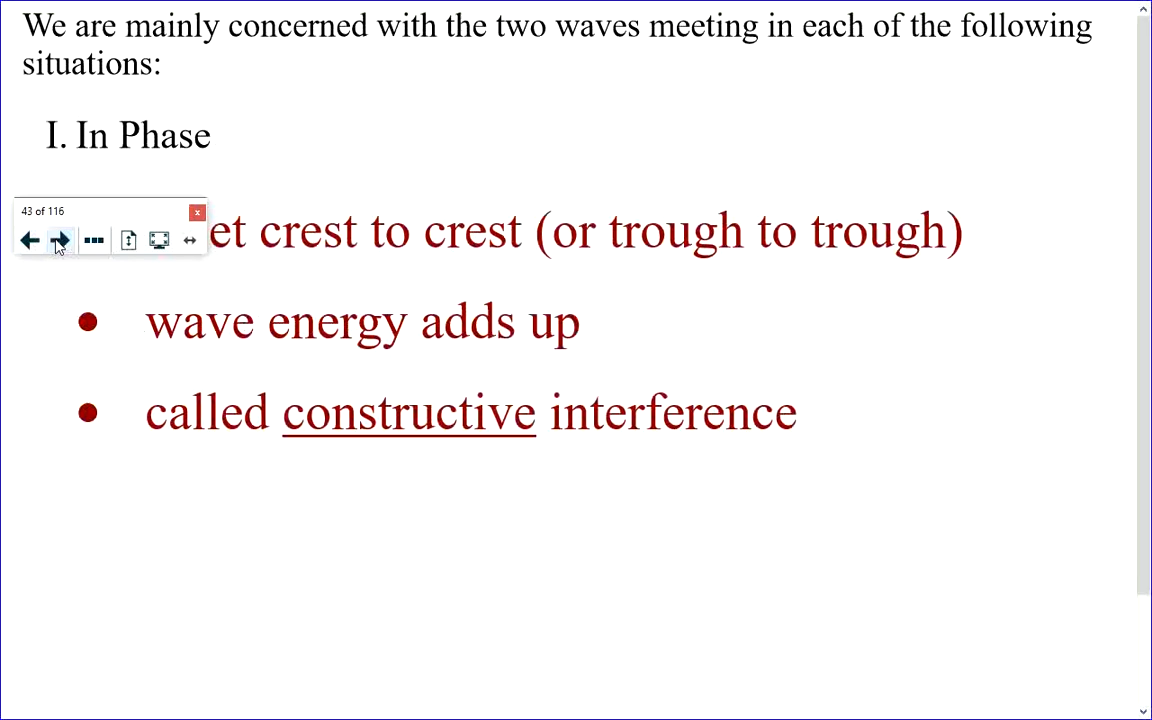 We are mainly concerned with the two waves meeting in each of the following
situations:
I. In Phase
43 of 116
x
et crest to crest (or trough to trough)
• wave energy adds up
• called constructive interference